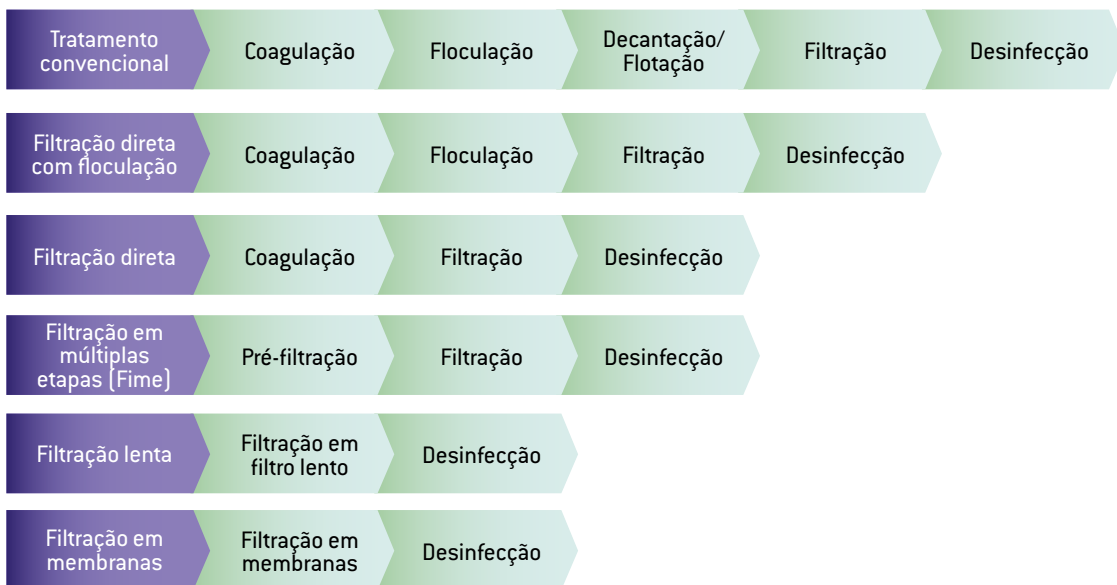 Tratamento
convencional
Coagulação
Floculação
Decantação/
Flotação
Filtração
Desinfecção
Filtração direta
com floculação
Coagulação
Floculação
Filtração
Desinfecção
Filtração direta
Coagulação
Filtração
Desinfecção
Filtração em
múltiplas
etapas (Fime)
Pré-filtração
Filtração
Desinfecção
Filtração lenta
Filtração em
filtro lento
Desinfecção
Filtração em
membranas
Filtração em
membranas
Desinfecção